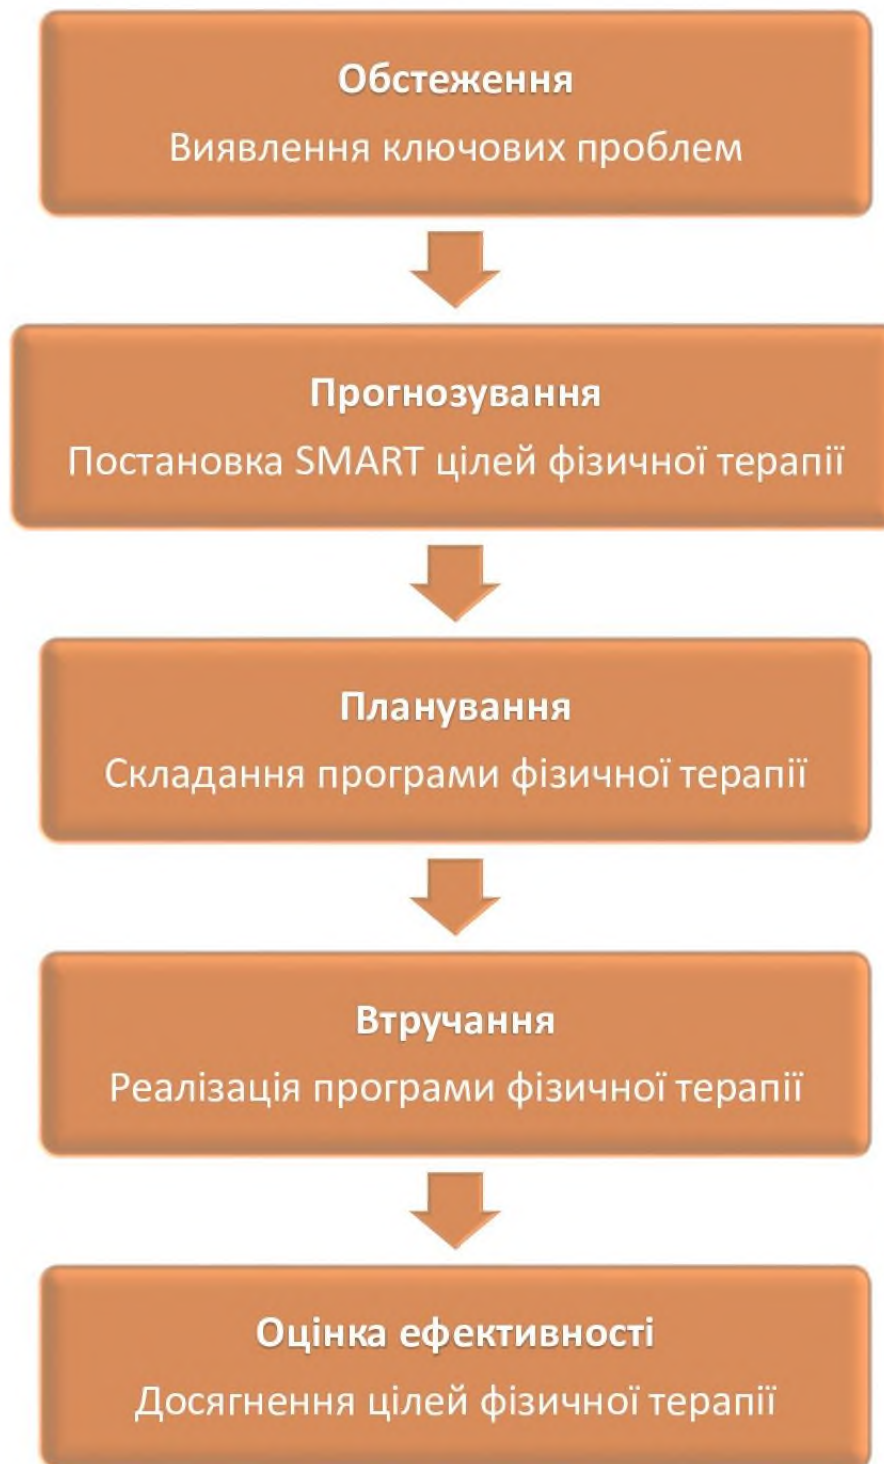 Обстеження
Виявлення ключових проблем
Прогнозування
Постановка SMART цілей фізичної терапії
Планування
Складання програми фізичної терапії
Втручання
Реалізація програми фізичної терапії
Оцінка ефективності
Досягнення цілей фізичної терапії